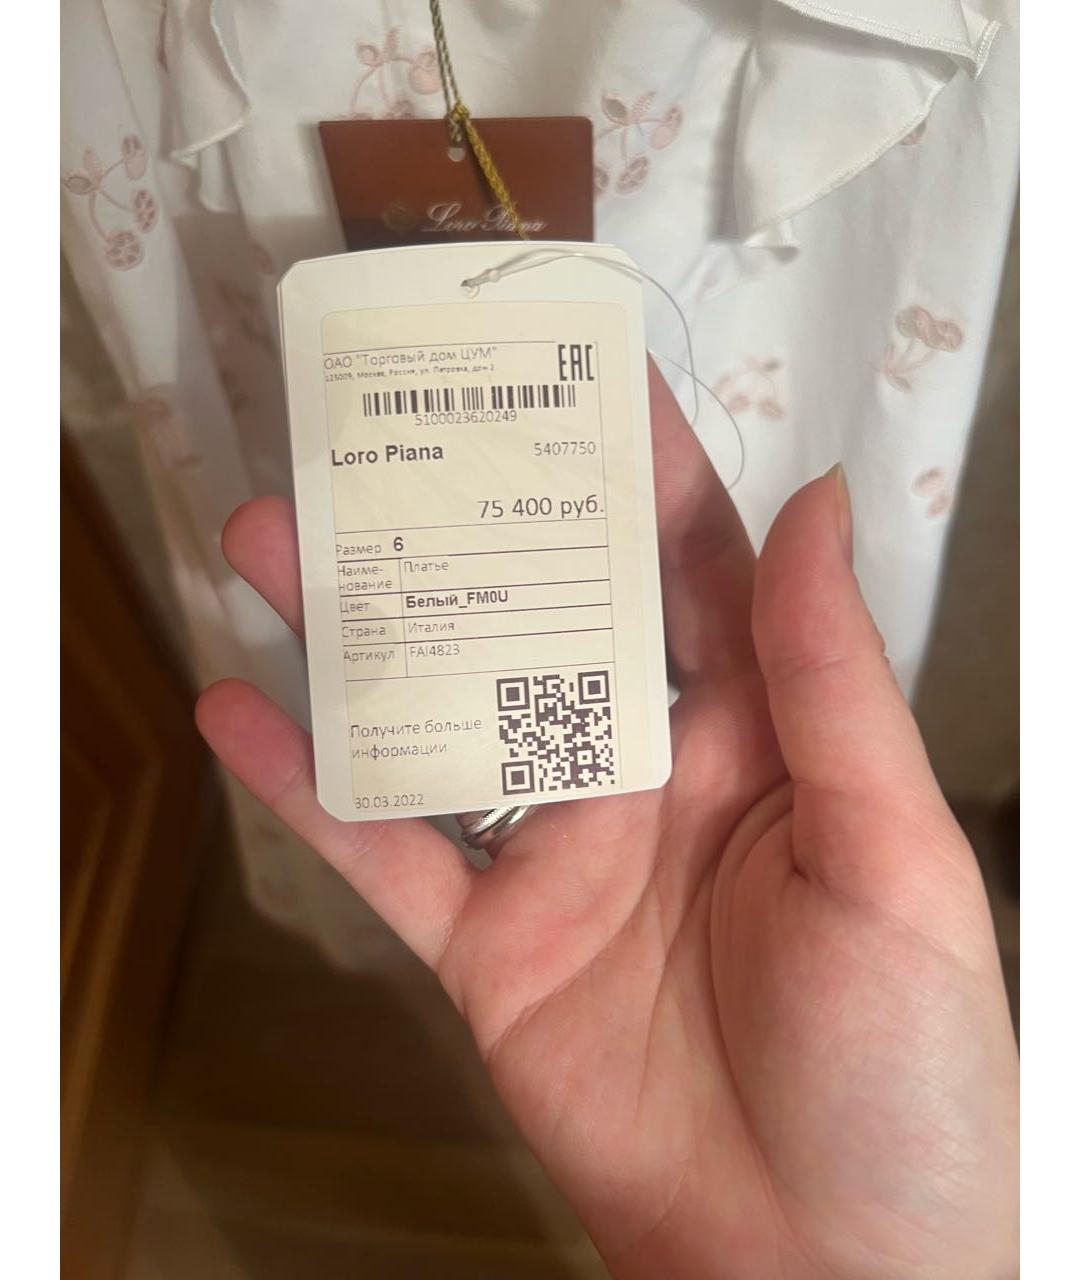 Loro Piana
ОАО "Торговый дом ЦУМ"
125009, Москва, Россия, ул. Петровка, дом 2
EAC
5100023620249
Loro Piana 5407750
75 400 руб.
Размер 6
Наиме-нование Платье
Цвет Белый_FM0U
Страна Италия
Артикул FAI4823
Получите больше
информации
30.03.2022